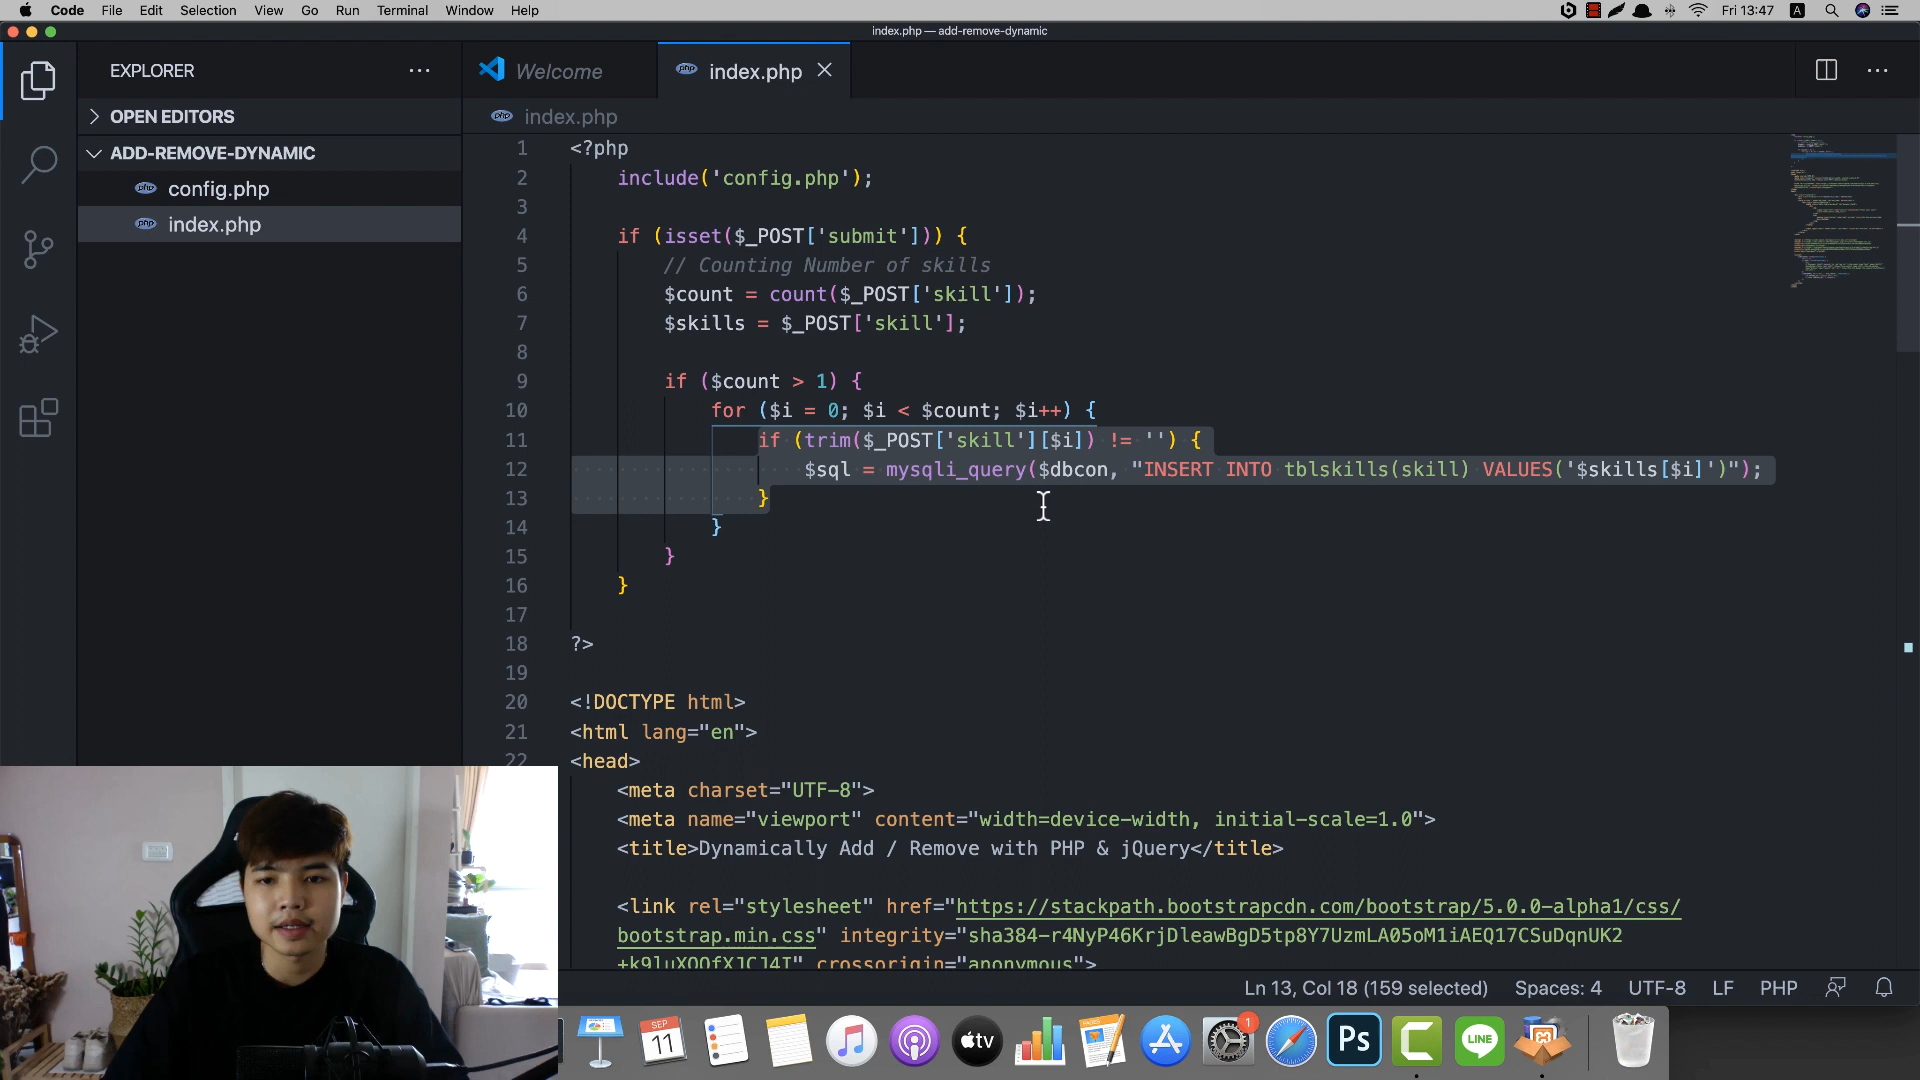 Code File Edit Selection View Go Run Terminal Window Help
Fri 13:47 A
index.php — add-remove-dynamic
EXPLORER
Welcome
index.php
OPEN EDITORS
index.php
ADD-REMOVE-DYNAMIC
config.php
index.php
1 <?php
2 include('config.php');
3
4 if (isset($_POST['submit'])) {
5 // Counting Number of skills
6 $count = count($_POST['skill']);
7 $skills = $_POST['skill'];
8
9 if ($count > 1) {
10 for ($i = 0; $i < $count; $i++) {
11 if (trim($_POST['skill'][$i]) != '') {
12 $sql = mysqli_query($dbcon, "INSERT INTO tblskills(skill) VALUES('$skills[$i]')");
13 }
14 }
15 }
16 }
17
18 ?>
19
20 <!DOCTYPE html>
21 <html lang="en">
22 <head>
<meta charset="UTF-8">
<meta name="viewport" content="width=device-width, initial-scale=1.0">
<title>Dynamically Add / Remove with PHP & jQuery</title>
<link rel="stylesheet" href="https://stackpath.bootstrapcdn.com/bootstrap/5.0.0-alpha1/css/
bootstrap.min.css" integrity="sha384-r4NyP46KrjDleawBgD5tp8Y7UzmLA05oM1iAEQ17CSuDqnUK2
+k9luXQOfXJCJ4I" crossorigin="anonymous">
Ln 13, Col 18 (159 selected) Spaces: 4 UTF-8 LF PHP
SEP
11
tv
PAGES
1
Ps
C
LINE